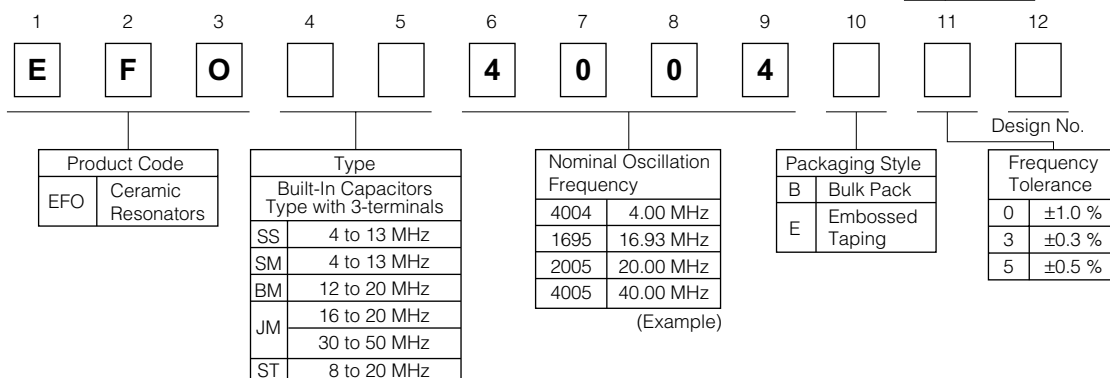 1 2 3 4 5 6 7 8 9 10 11 12
E F O 4 0 0 4
Design No.
Product Code
EFO Ceramic Resonators
Type
Built-In Capacitors
Type with 3-terminals
SS 4 to 13 MHz
SM 4 to 13 MHz
BM 12 to 20 MHz
JM 16 to 20 MHz
30 to 50 MHz
ST 8 to 20 MHz
Nominal Oscillation
Frequency
4004 4.00 MHz
1695 16.93 MHz
2005 20.00 MHz
4005 40.00 MHz
(Example)
Packaging Style
B Bulk Pack
E Embossed Taping
Frequency
Tolerance
0 ±1.0 %
3 ±0.3 %
5 ±0.5 %